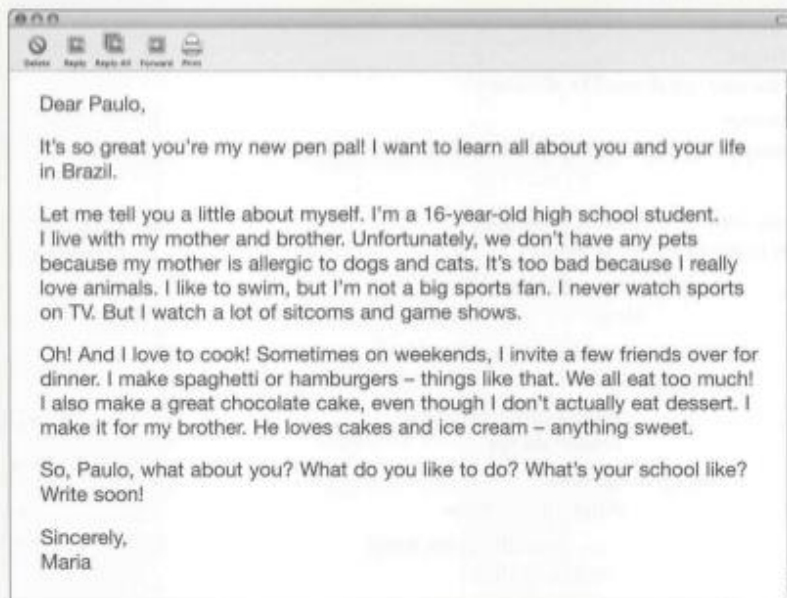 Delete Reply Reply All Forward Print
Dear Paulo,
It's so great you're my new pen pal! I want to learn all about you and your life
in Brazil.
Let me tell you a little about myself. I'm a 16-year-old high school student.
I live with my mother and brother. Unfortunately, we don't have any pets
because my mother is allergic to dogs and cats. It's too bad because I really
love animals. I like to swim, but I'm not a big sports fan. I never watch sports
on TV. But I watch a lot of sitcoms and game shows.
Oh! And I love to cook! Sometimes on weekends, I invite a few friends over for
dinner. I make spaghetti or hamburgers – things like that. We all eat too much!
I also make a great chocolate cake, even though I don't actually eat dessert. I
make it for my brother. He loves cakes and ice cream – anything sweet.
So, Paulo, what about you? What do you like to do? What's your school like?
Write soon!
Sincerely,
Maria